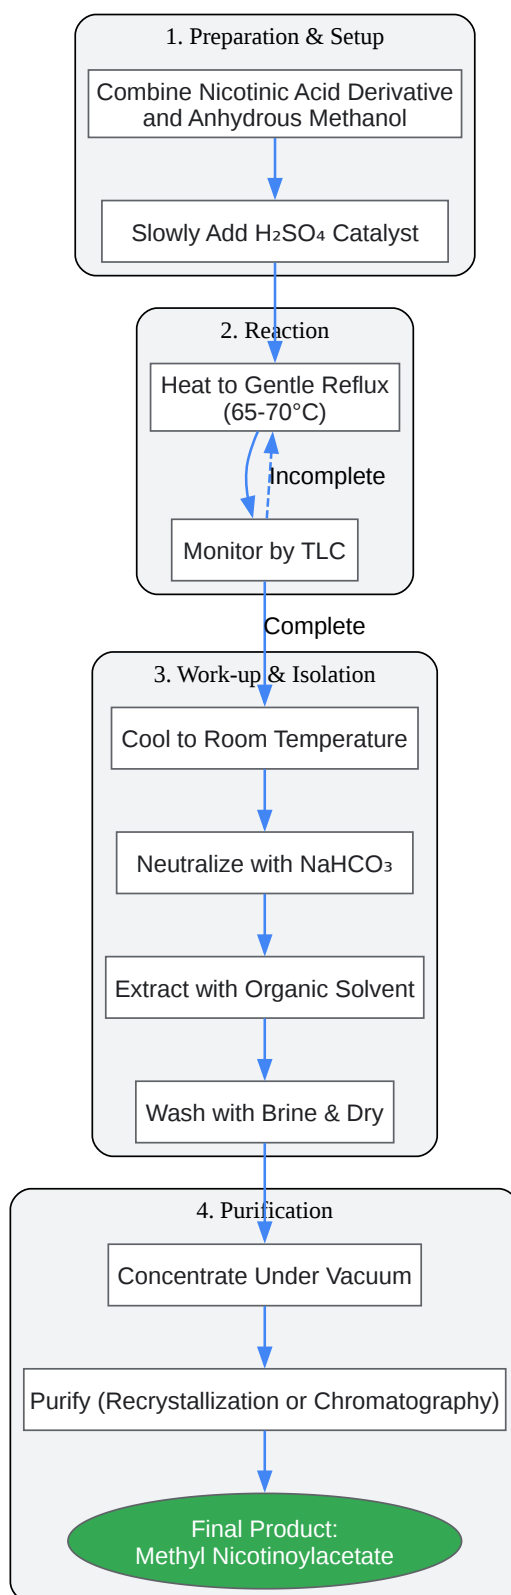 1. Preparation & Setup
Combine Nicotinic Acid Derivative
and Anhydrous Methanol
Slowly Add H₂SO₄ Catalyst
2. Reaction
Heat to Gentle Reflux
(65-70°C)
Incomplete
Monitor by TLC
Complete
3. Work-up & Isolation
Cool to Room Temperature
Neutralize with NaHCO₃
Extract with Organic Solvent
Wash with Brine & Dry
4. Purification
Concentrate Under Vacuum
Purify (Recrystallization or Chromatography)
Final Product:
Methyl Nicotinoylacetate